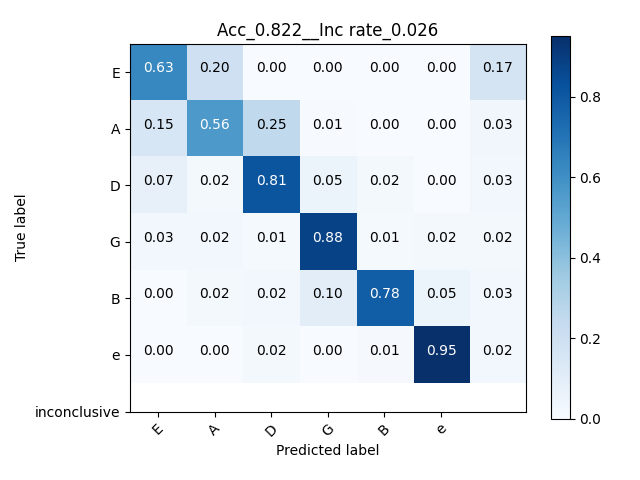 Acc_0.822__Inc rate_0.026
E 0.63 0.20 0.00 0.00 0.00 0.00 0.17
A 0.15 0.56 0.25 0.01 0.00 0.00 0.03
D 0.07 0.02 0.81 0.05 0.02 0.00 0.03
G 0.03 0.02 0.01 0.88 0.01 0.02 0.02
B 0.00 0.02 0.02 0.10 0.78 0.05 0.03
e 0.00 0.00 0.02 0.00 0.01 0.95 0.02
inconclusive
E A D G B e
Predicted label
True label
0.8
0.6
0.4
0.2
0.0